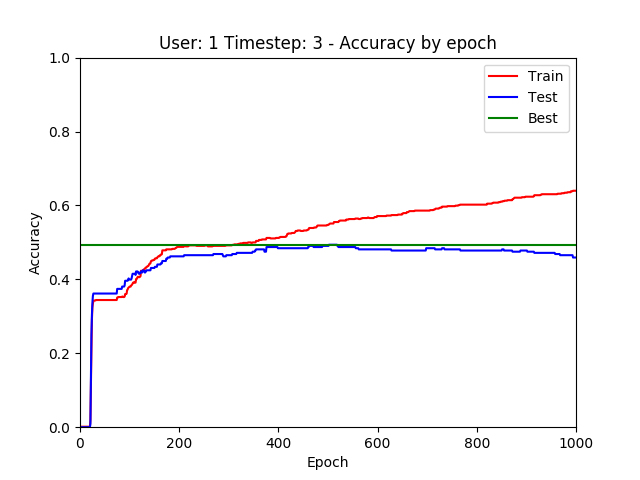 User: 1 Timestep: 3 - Accuracy by epoch
1.0
0.8
0.6
0.4
0.2
0.0
Accuracy
Train
Test
Best
0 200 400 600 800 1000
Epoch